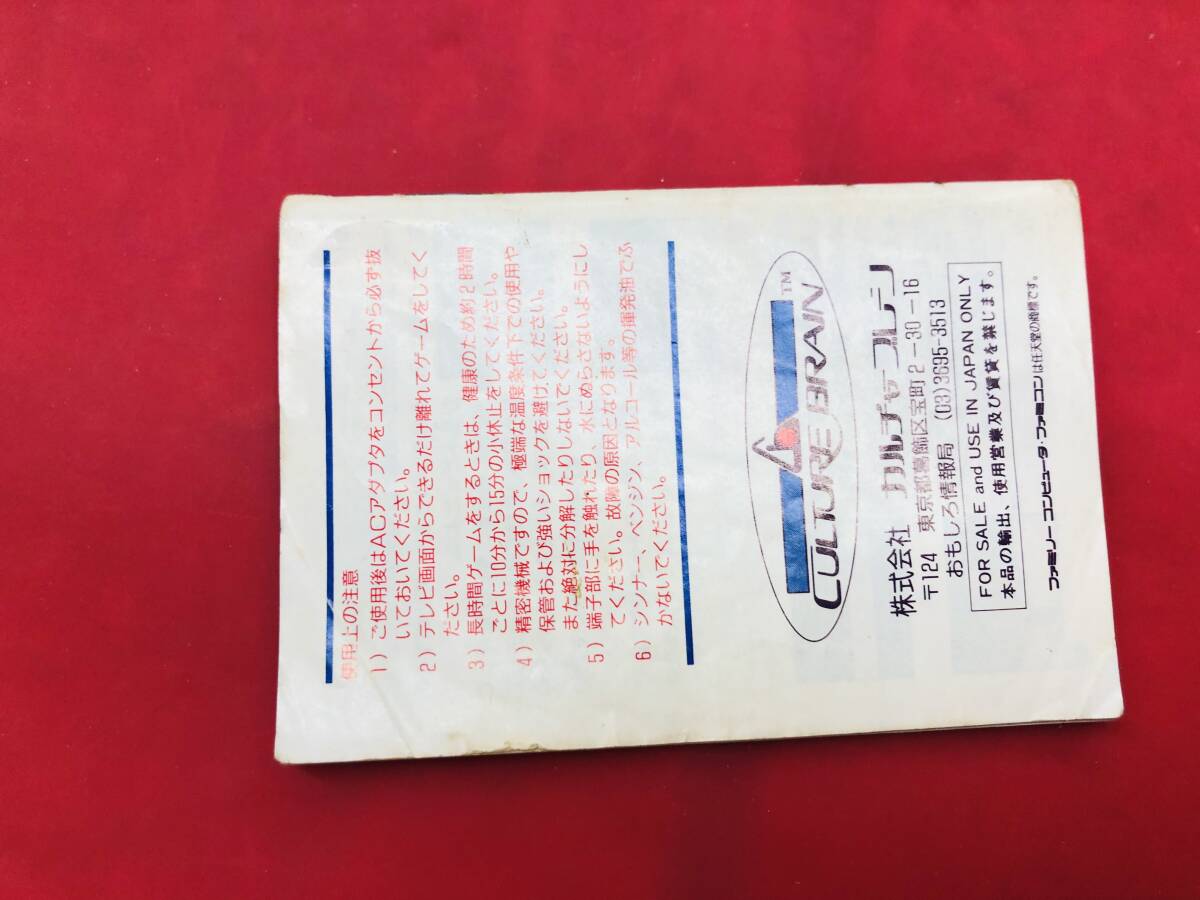 使用上の注意
1) ご使用後はACアダプタをコンセントから必ず抜
いておいてください。
2) テレビ画面からできるだけ離れてゲームをしてく
ださい。
3) 長時間ゲームをするときは、健康のため約2時間
ごとに10分から15分の小休止をしてください。
4) 精密機械ですので、極端な温度条件下での使用や
保管および強いショックを避けてください。
また絶対に分解したりしないでください。
5) 端子部に手を触れたり、水にぬらさないようにし
てください。故障の原因となります。
6) シンナー、ベンジン、アルコール等の揮発油でふ
かないでください。
CULTURE BRAIN TM
株式会社 カルチャーブレーン
〒124 東京都葛飾区宝町2-30-16
おもしろ情報局 (03)3695-3513
FOR SALE and USE IN JAPAN ONLY
本品の輸出、使用営業及び賃貸を禁じます。
ファミリーコンピュータ・ファミコンは任天堂の商標です。